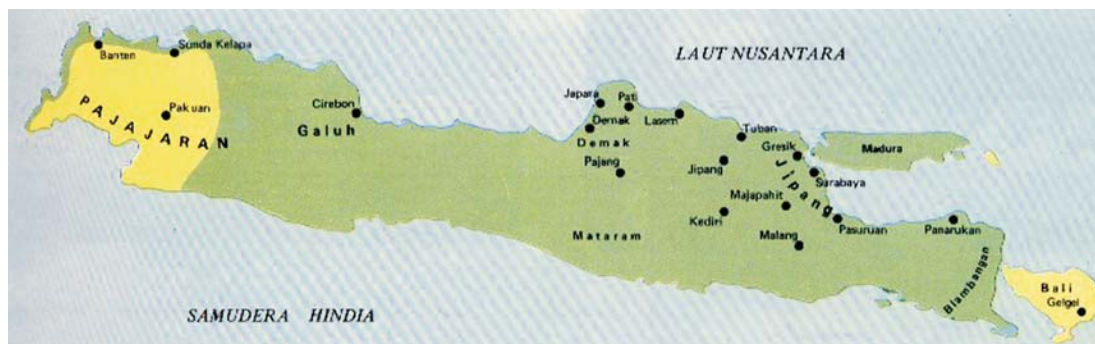 LAUT NUSANTARA
Banten
Sunda Kelapa
Pakuan
PAJAJARAN
Cirebon
Galuh
Japara
Pati
Demak
Demak
Lasem
Pajang
Tuban
Gresik
Madura
Jipang
Jipang
Surabaya
Majapahit
Kediri
Mataram
Malang
Pasuruan
Panarukan
Blambangan
Bali
Gelgel
SAMUDERA HINDIA